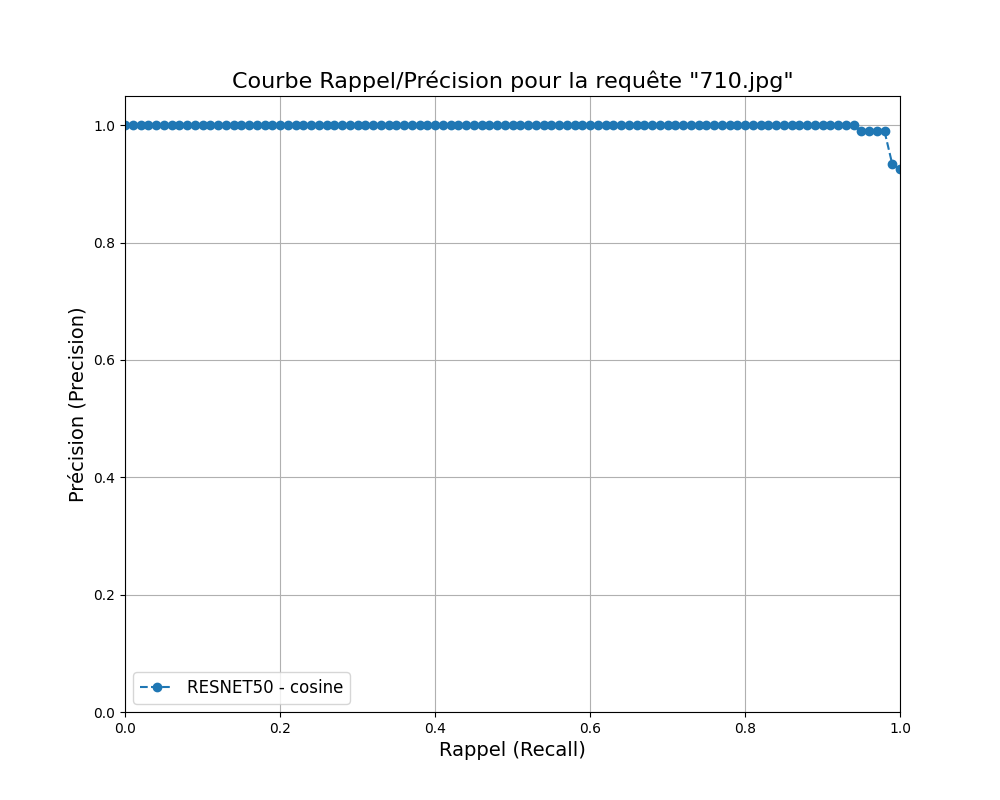 Courbe Rappel/Précision pour la requête "710.jpg"
1.0
0.8
0.6
0.4
0.2
0.0
Précision (Precision)
RESNET50 - cosine
0.0 0.2 0.4 0.6 0.8 1.0
Rappel (Recall)